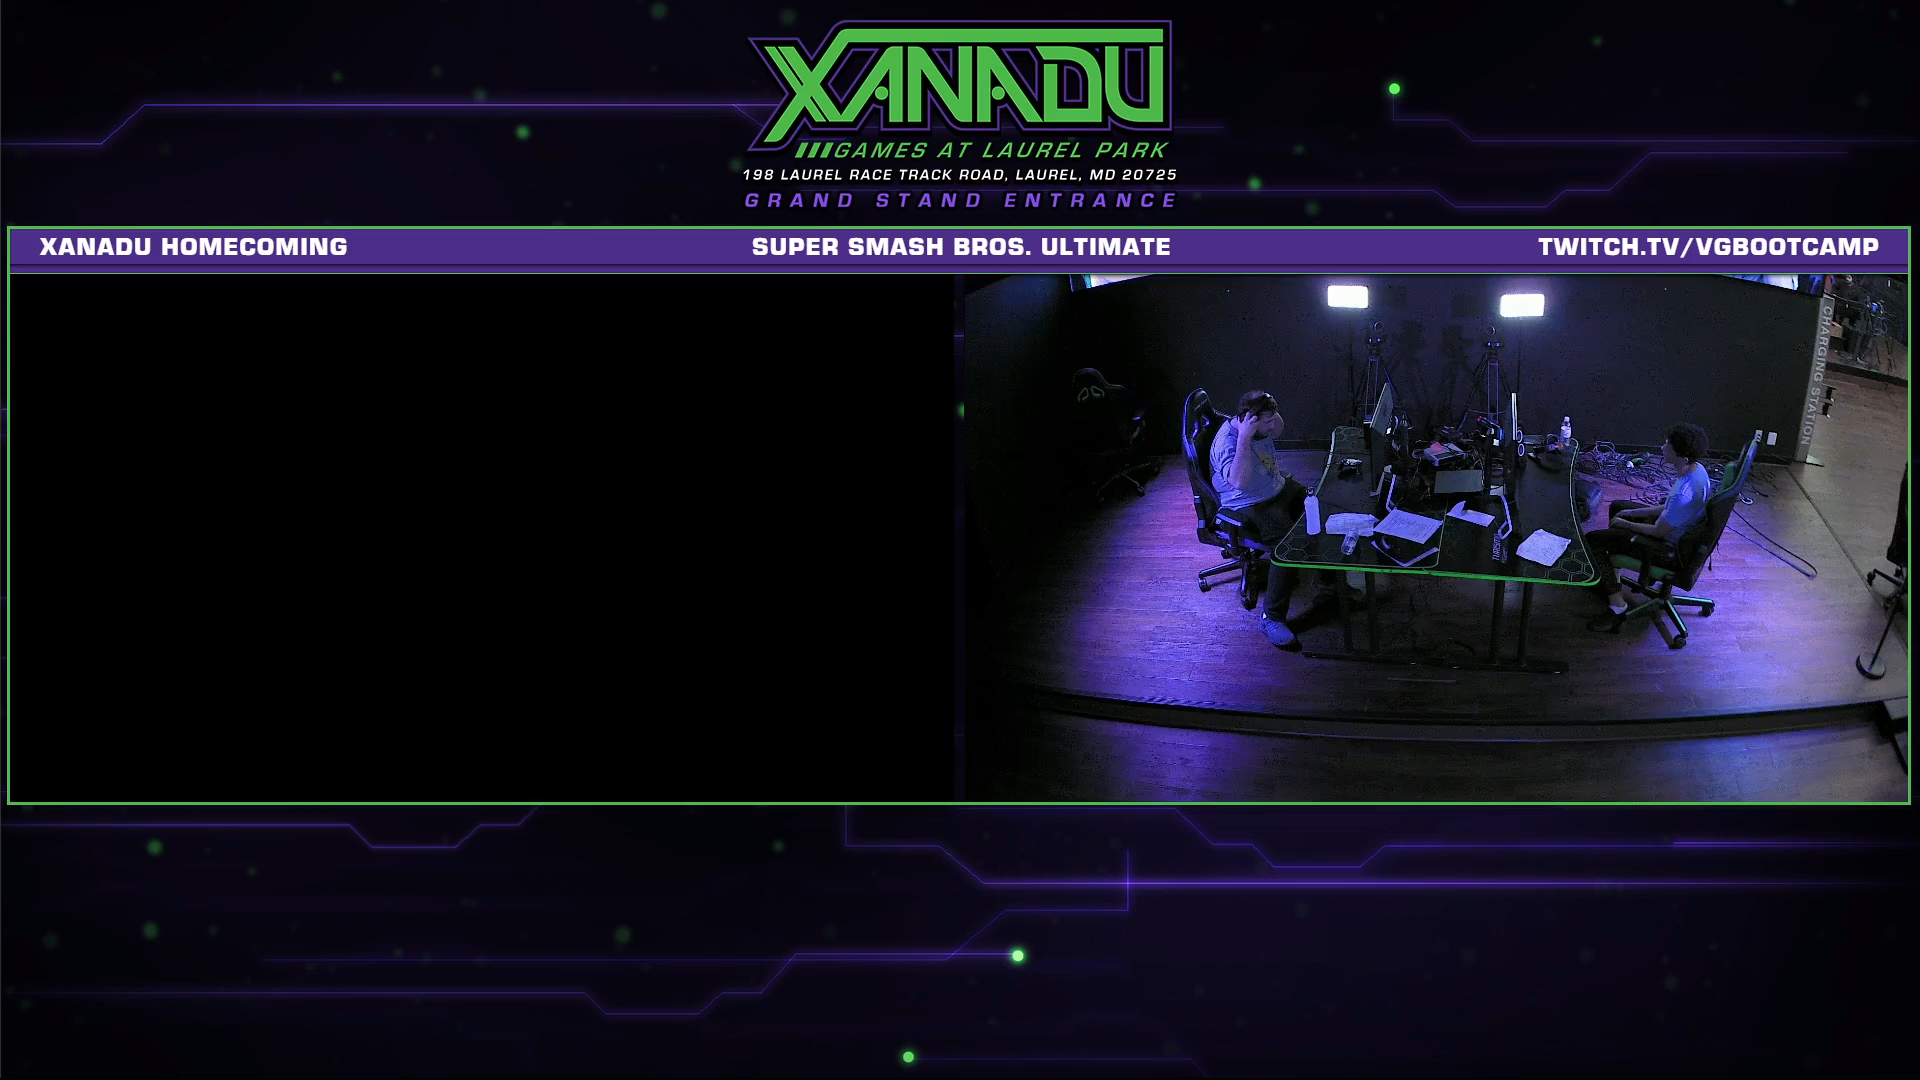 XANADU
GAMES AT LAUREL PARK
198 LAUREL RACE TRACK ROAD, LAUREL, MD 20725
GRAND STAND ENTRANCE
XANADU HOMECOMING
SUPER SMASH BROS. ULTIMATE
TWITCH.TV/VGBOOTCAMP
CHARGING STATION